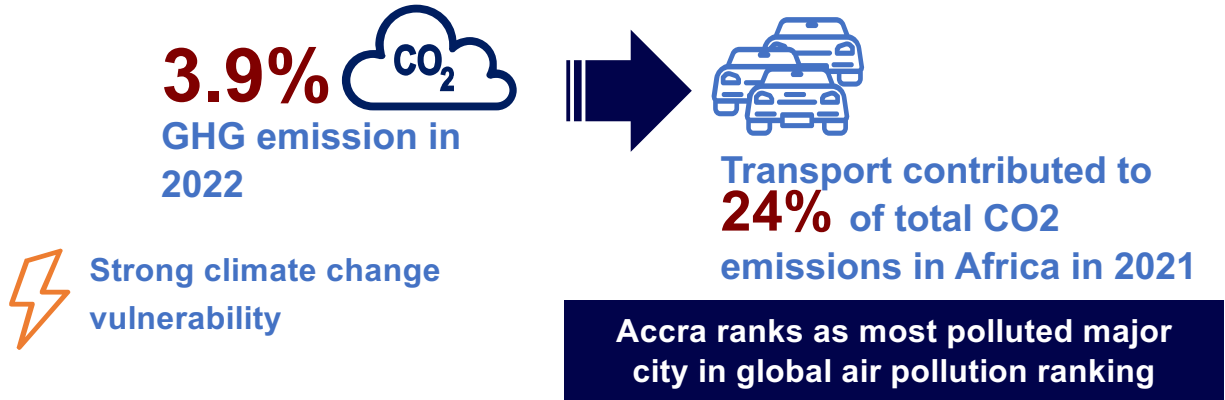 3.9%
CO2
GHG emission in
2022
Strong climate change
vulnerability
Transport contributed to
24% of total CO2
emissions in Africa in 2021
Accra ranks as most polluted major
city in global air pollution ranking